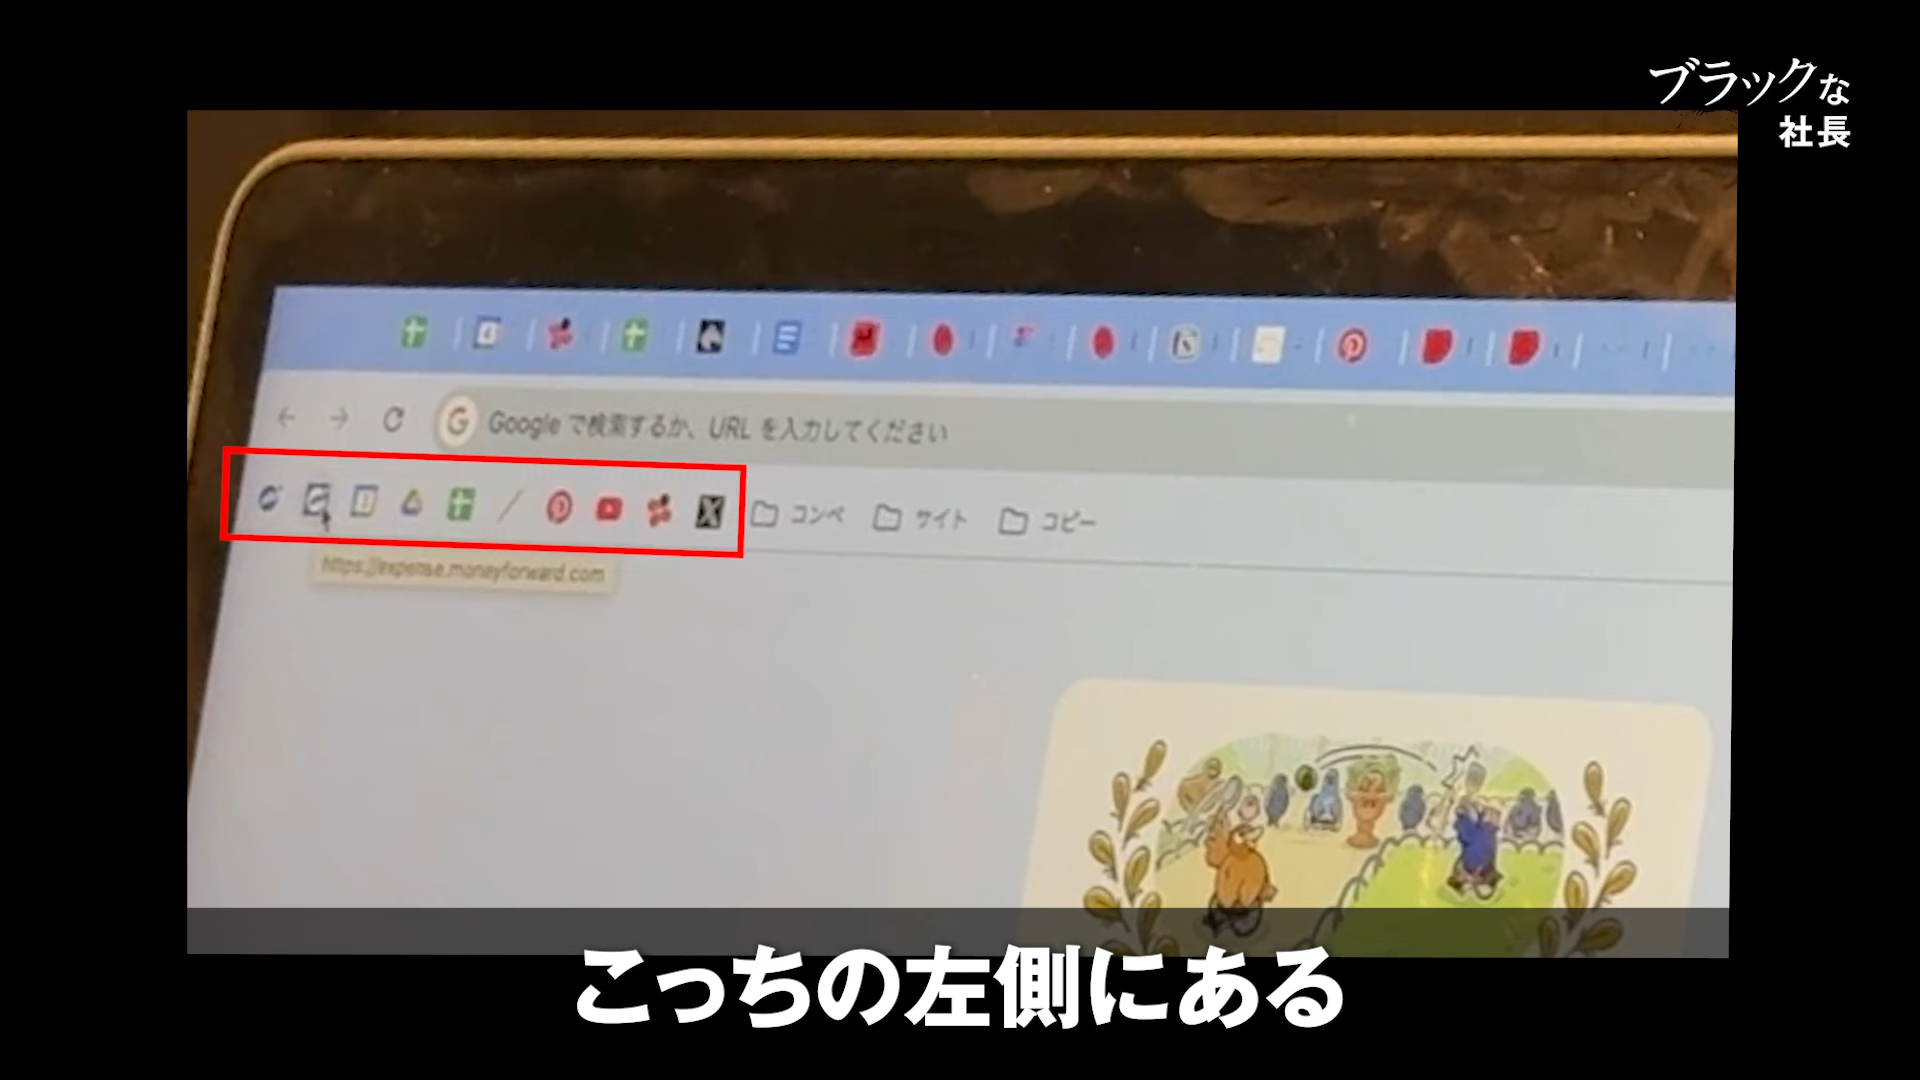 ブラックな
社長
Google で検索するか、URL を入力してください
コンペ サイト コピー
https://expense.moneyforward.com
こっちの左側にある